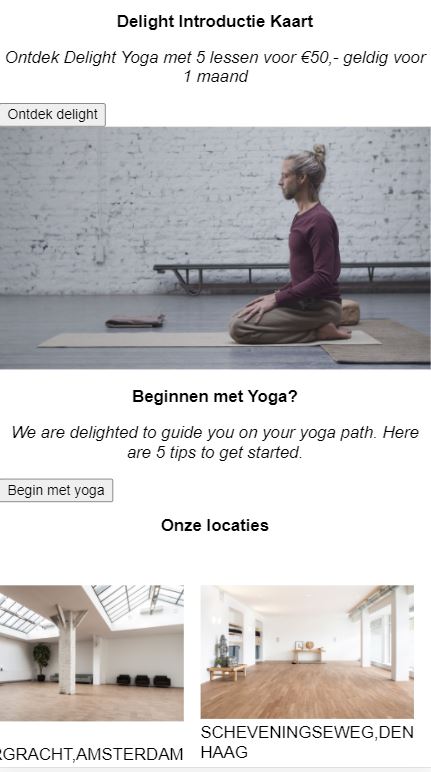 Delight Introductie Kaart
Ontdek Delight Yoga met 5 lessen voor €50,- geldig voor
1 maand
Ontdek delight
Beginnen met Yoga?
We are delighted to guide you on your yoga path. Here
are 5 tips to get started.
Begin met yoga
Onze locaties
RGRACHT,AMSTERDAM
SCHEVENINGSEWEG,DEN
HAAG